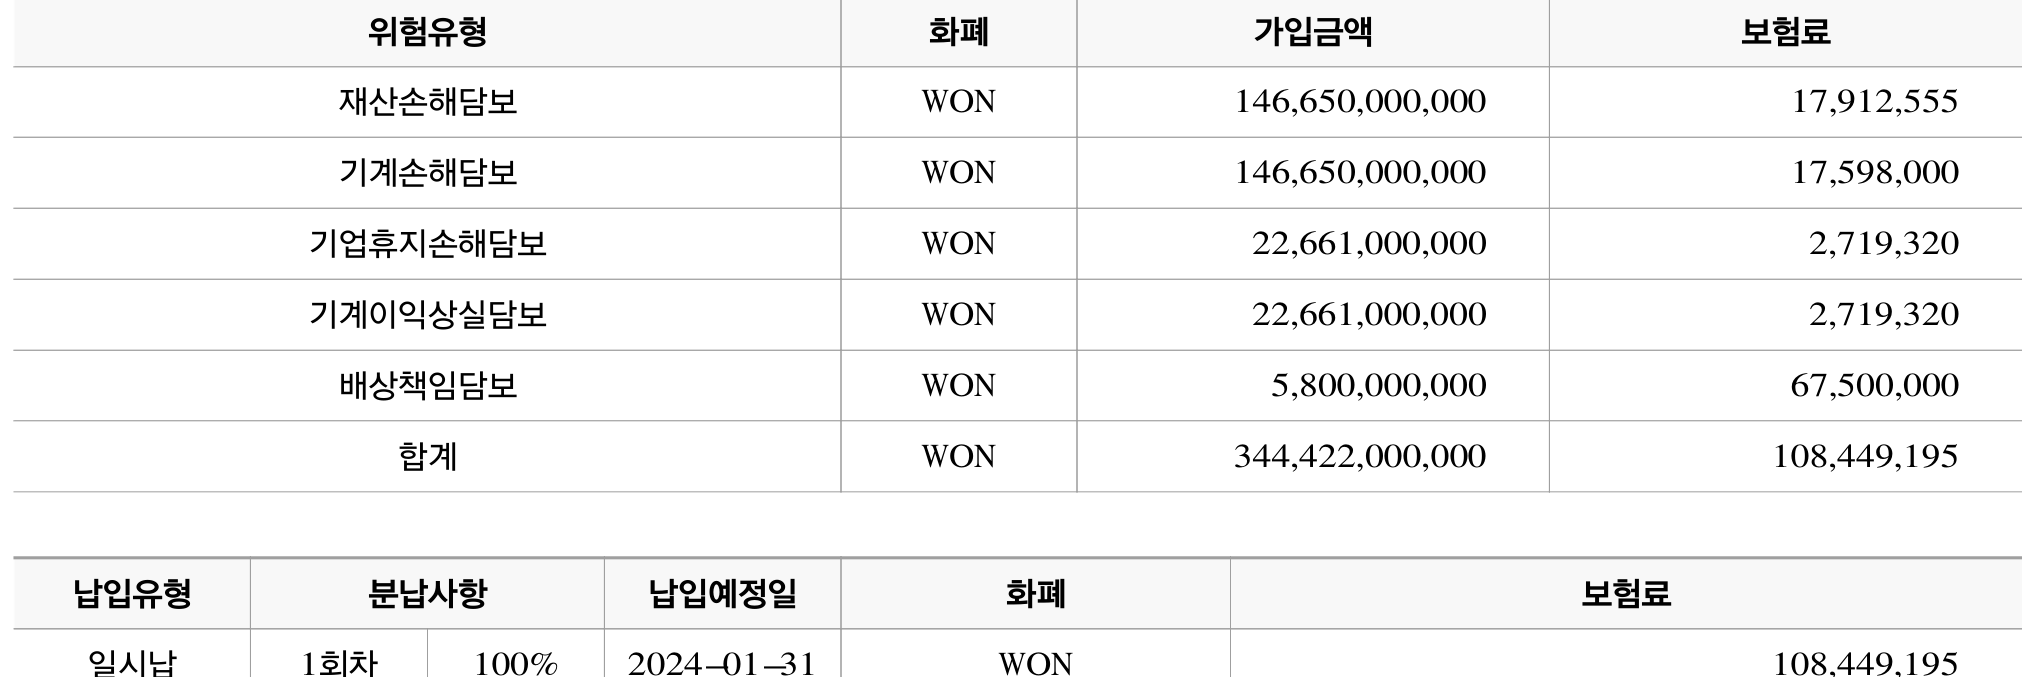 위험유형 화폐 가입금액 보험료
재산손해담보 WON 146,650,000,000 17,912,555
기계손해담보 WON 146,650,000,000 17,598,000
기업휴지손해담보 WON 22,661,000,000 2,719,320
기계이익상실담보 WON 22,661,000,000 2,719,320
배상책임담보 WON 5,800,000,000 67,500,000
합계 WON 344,422,000,000 108,449,195
납입유형 분납사항 납입예정일 화폐 보험료
일시납 1회차 100% 2024–01–31 WON 108,449,195